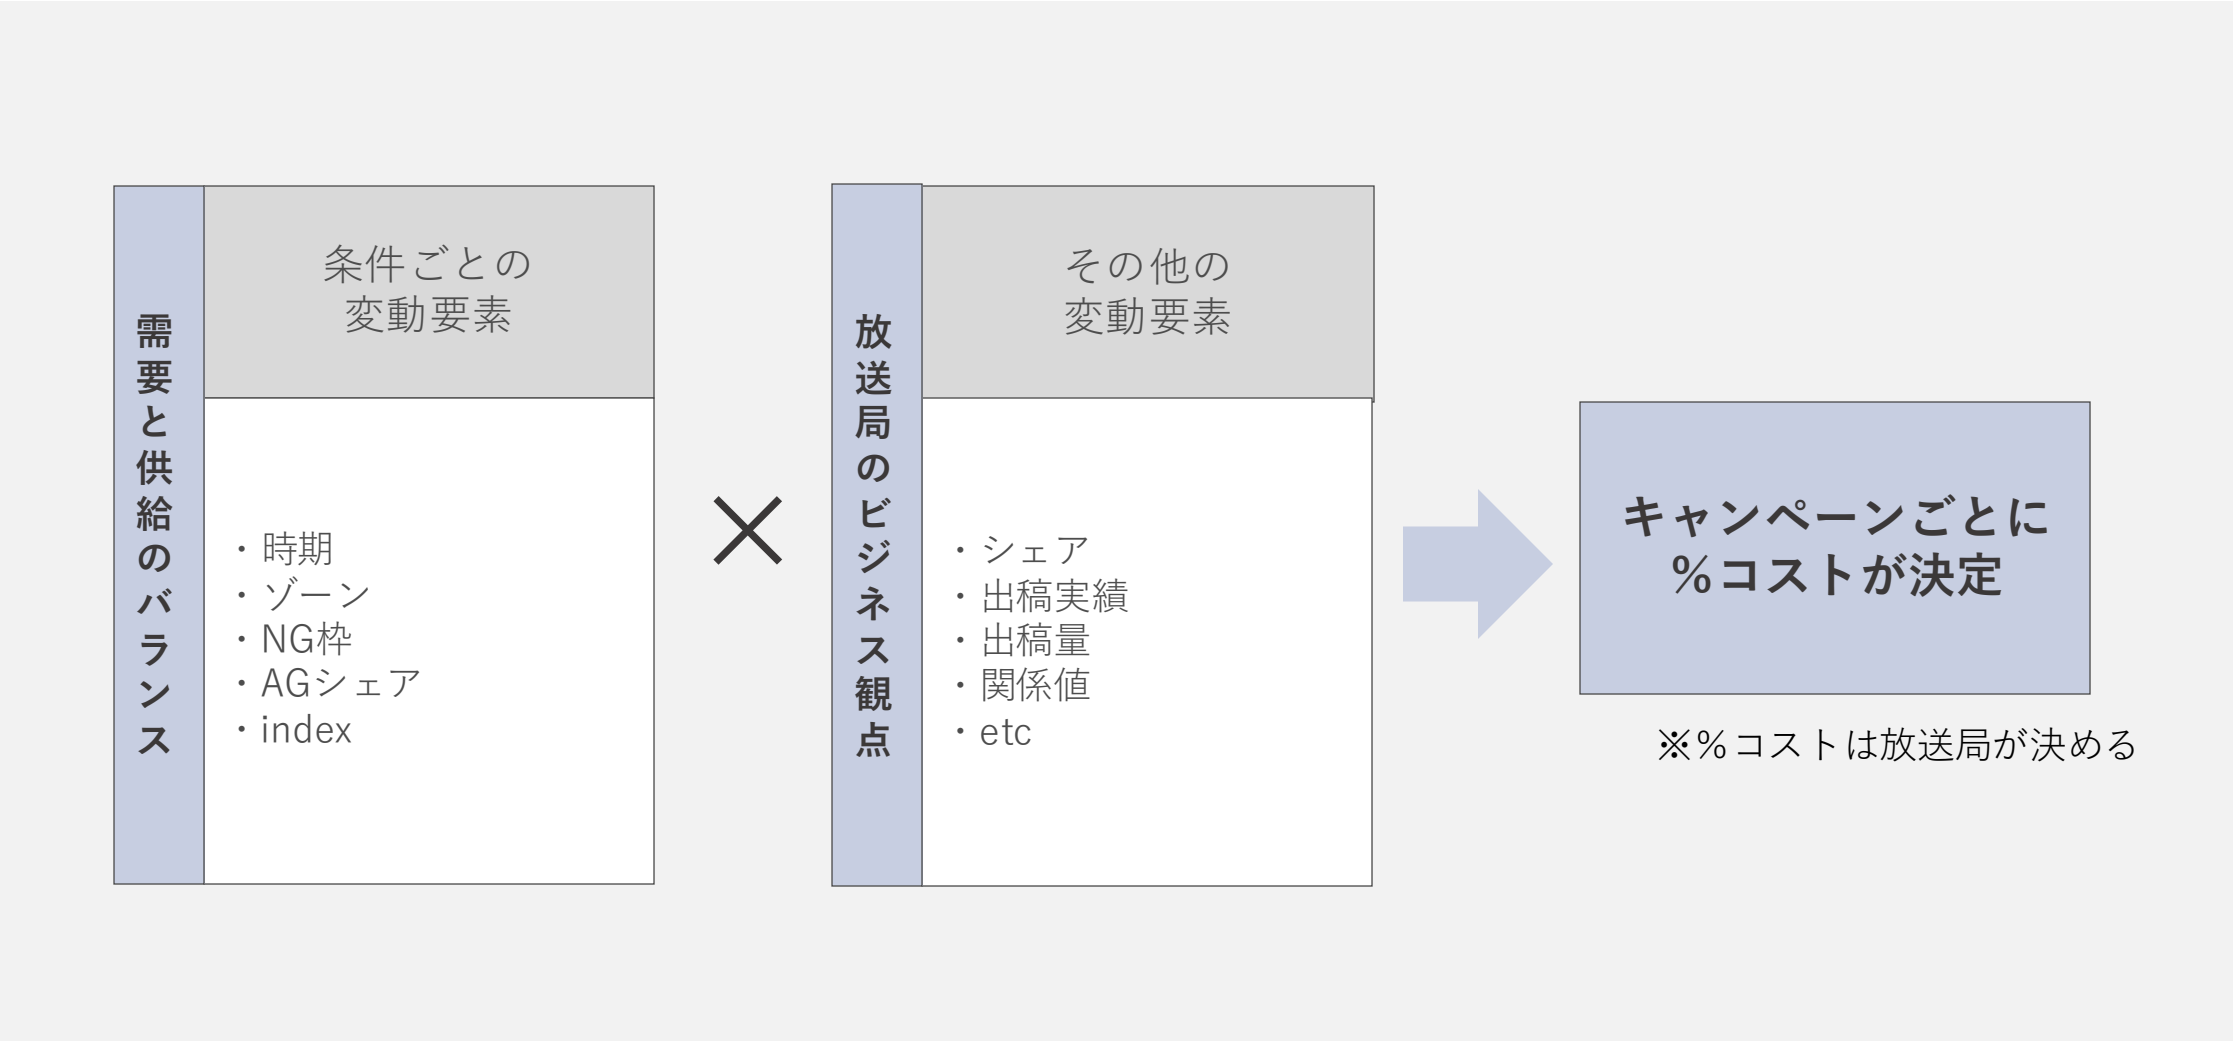 需要と供給のバランス
条件ごとの
変動要素
・時期
・ゾーン
・NG枠
・AGシェア
・index
×
放送局のビジネス観点
その他の
変動要素
・シェア
・出稿実績
・出稿量
・関係値
・etc
キャンペーンごとに
%コストが決定
※%コストは放送局が決める